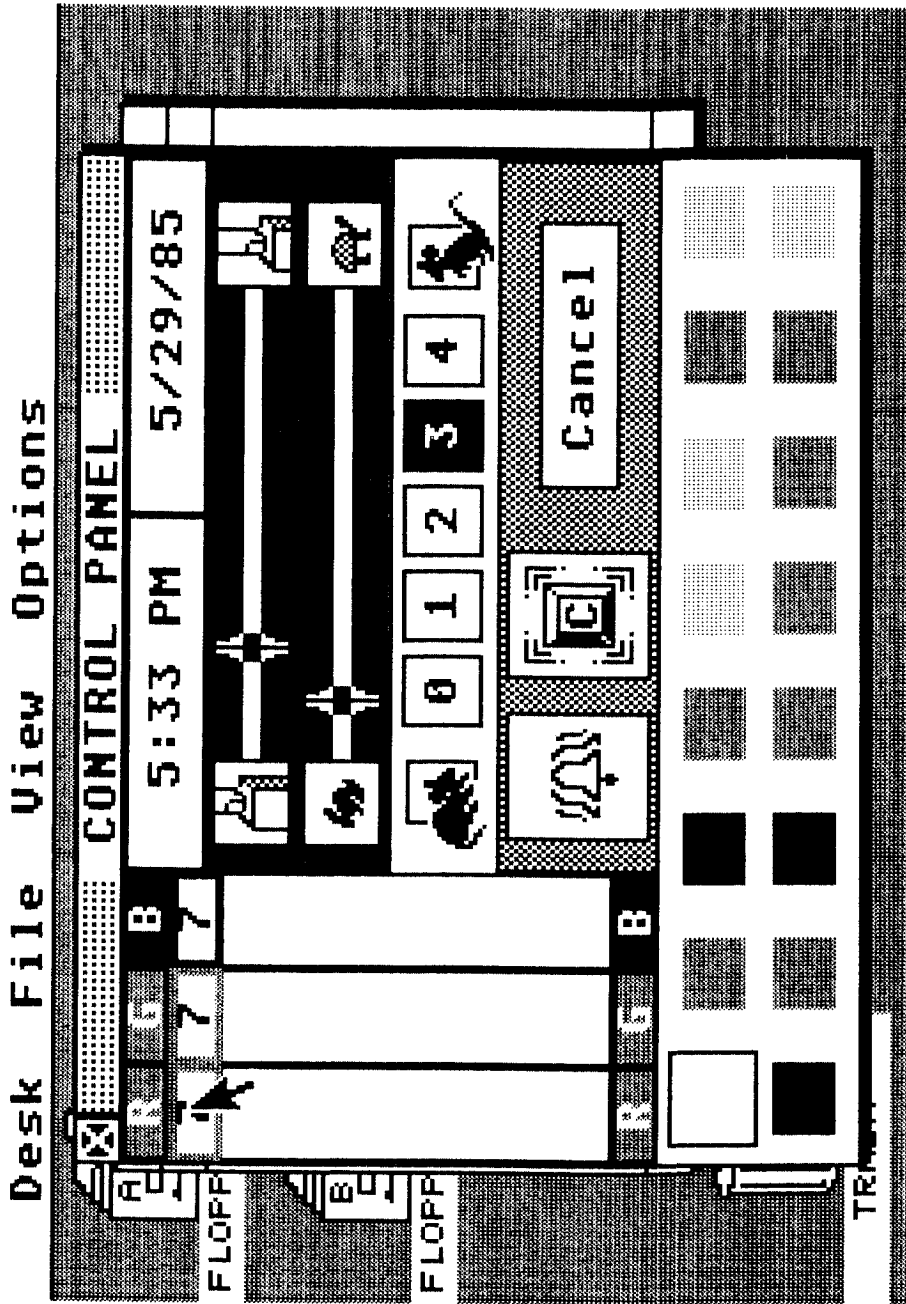 Desk File View Options
CONTROL PANEL
R G B 5:33 PM 5/29/85
7 7 7
0 1 2 3 4
R G B C Cancel
A
FLOPP
B
FLOPP